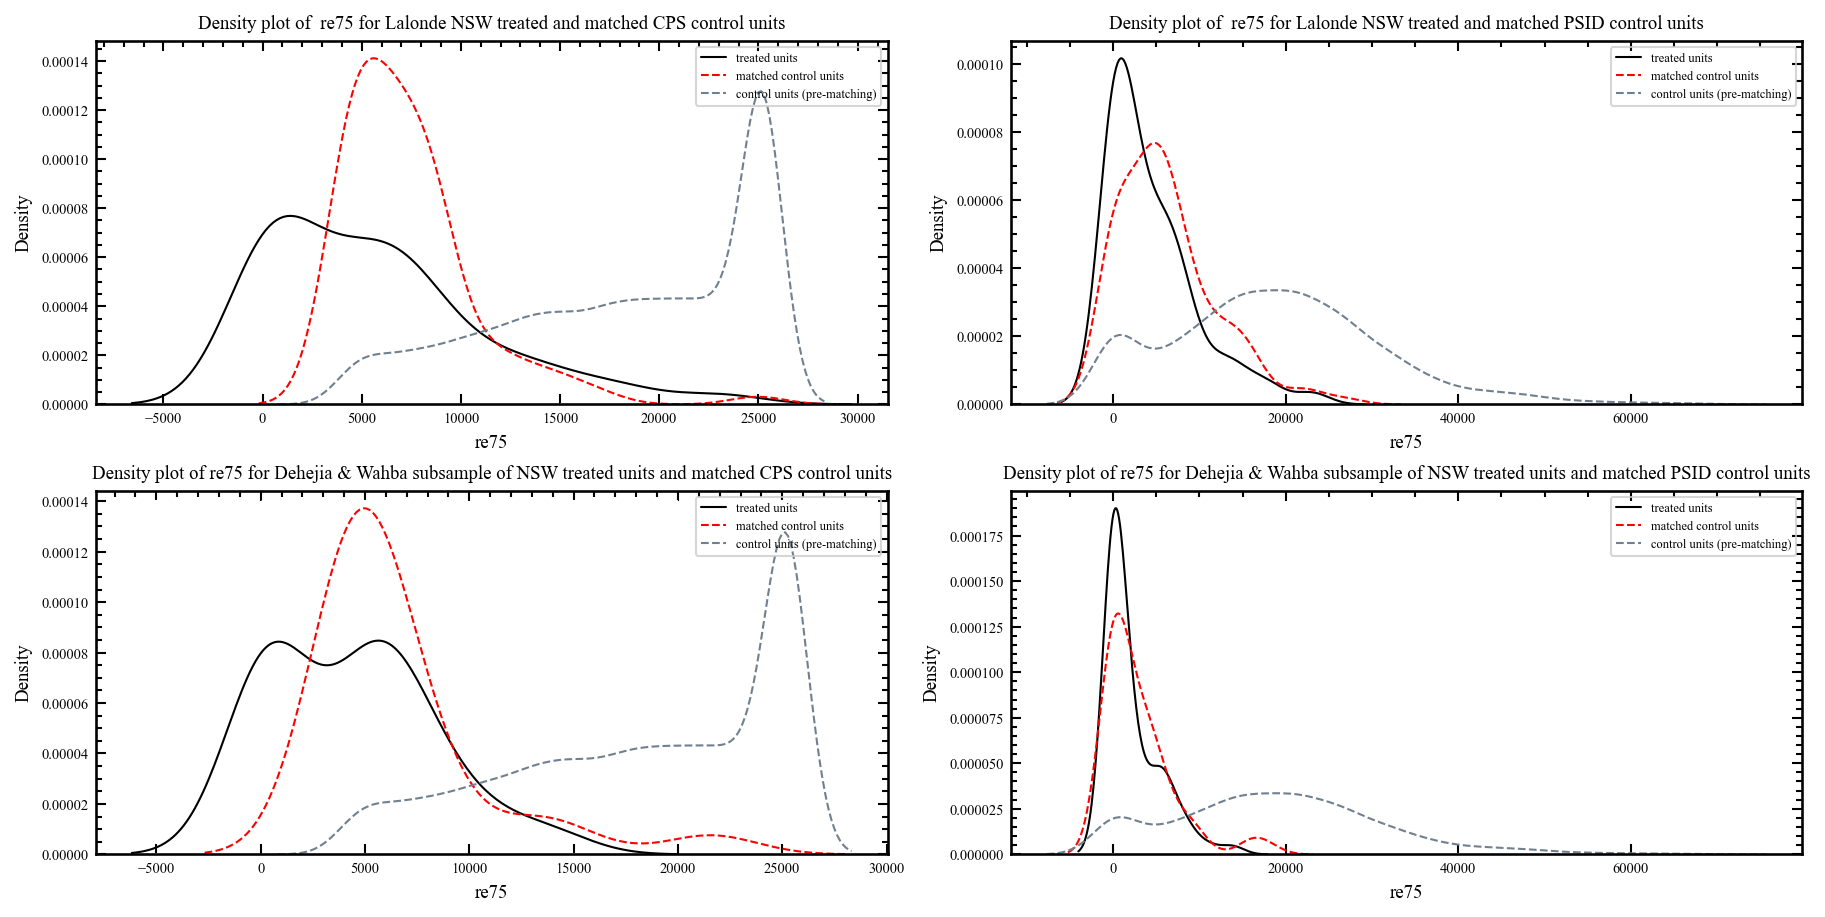 Density plot of  re75 for Lalonde NSW treated and matched CPS control units
treated units
matched control units
control units (pre-matching)
0.00014
0.00012
0.00010
0.00008
0.00006
0.00004
0.00002
0.00000
Density
−5000 0 5000 10000 15000 20000 25000 30000
re75
Density plot of  re75 for Lalonde NSW treated and matched PSID control units
treated units
matched control units
control units (pre-matching)
0.00010
0.00008
0.00006
0.00004
0.00002
0.00000
Density
0 20000 40000 60000
re75
Density plot of re75 for Dehejia & Wahba subsample of NSW treated units and matched CPS control units
treated units
matched control units
control units (pre-matching)
0.00014
0.00012
0.00010
0.00008
0.00006
0.00004
0.00002
0.00000
Density
−5000 0 5000 10000 15000 20000 25000 30000
re75
Density plot of re75 for Dehejia & Wahba subsample of NSW treated units and matched PSID control units
treated units
matched control units
control units (pre-matching)
0.000175
0.000150
0.000125
0.000100
0.000075
0.000050
0.000025
0.000000
Density
0 20000 40000 60000
re75